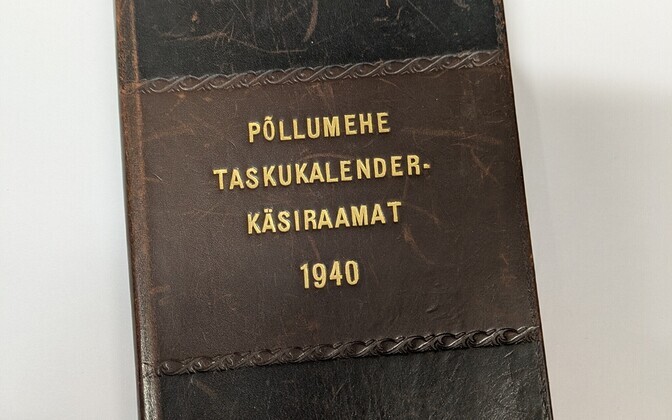 PÕLLUMEHE
TASKUKALENDER-
KÄSIRAAMAT
1940